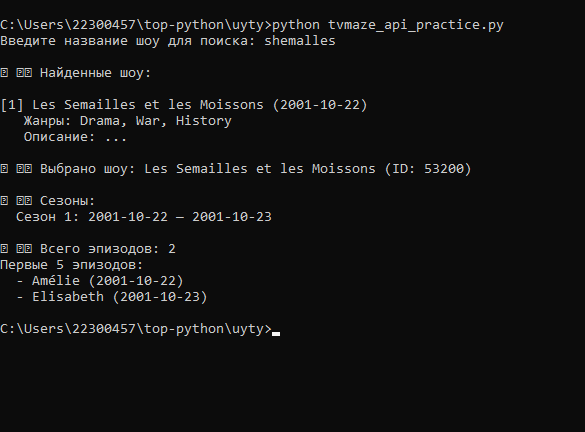 C:\Users\22300457\top-python\uyty>python tvmaze_api_practice.py
Введите название шоу для поиска: shemalles
Найденные шоу:
[1] Les Semailles et les Moissons (2001-10-22)
Жанры: Drama, War, History
Описание: ...
Выбрано шоу: Les Semailles et les Moissons (ID: 53200)
Сезоны:
Сезон 1: 2001-10-22 — 2001-10-23
Всего эпизодов: 2
Первые 5 эпизодов:
- Amélie (2001-10-22)
- Elisabeth (2001-10-23)
C:\Users\22300457\top-python\uyty>